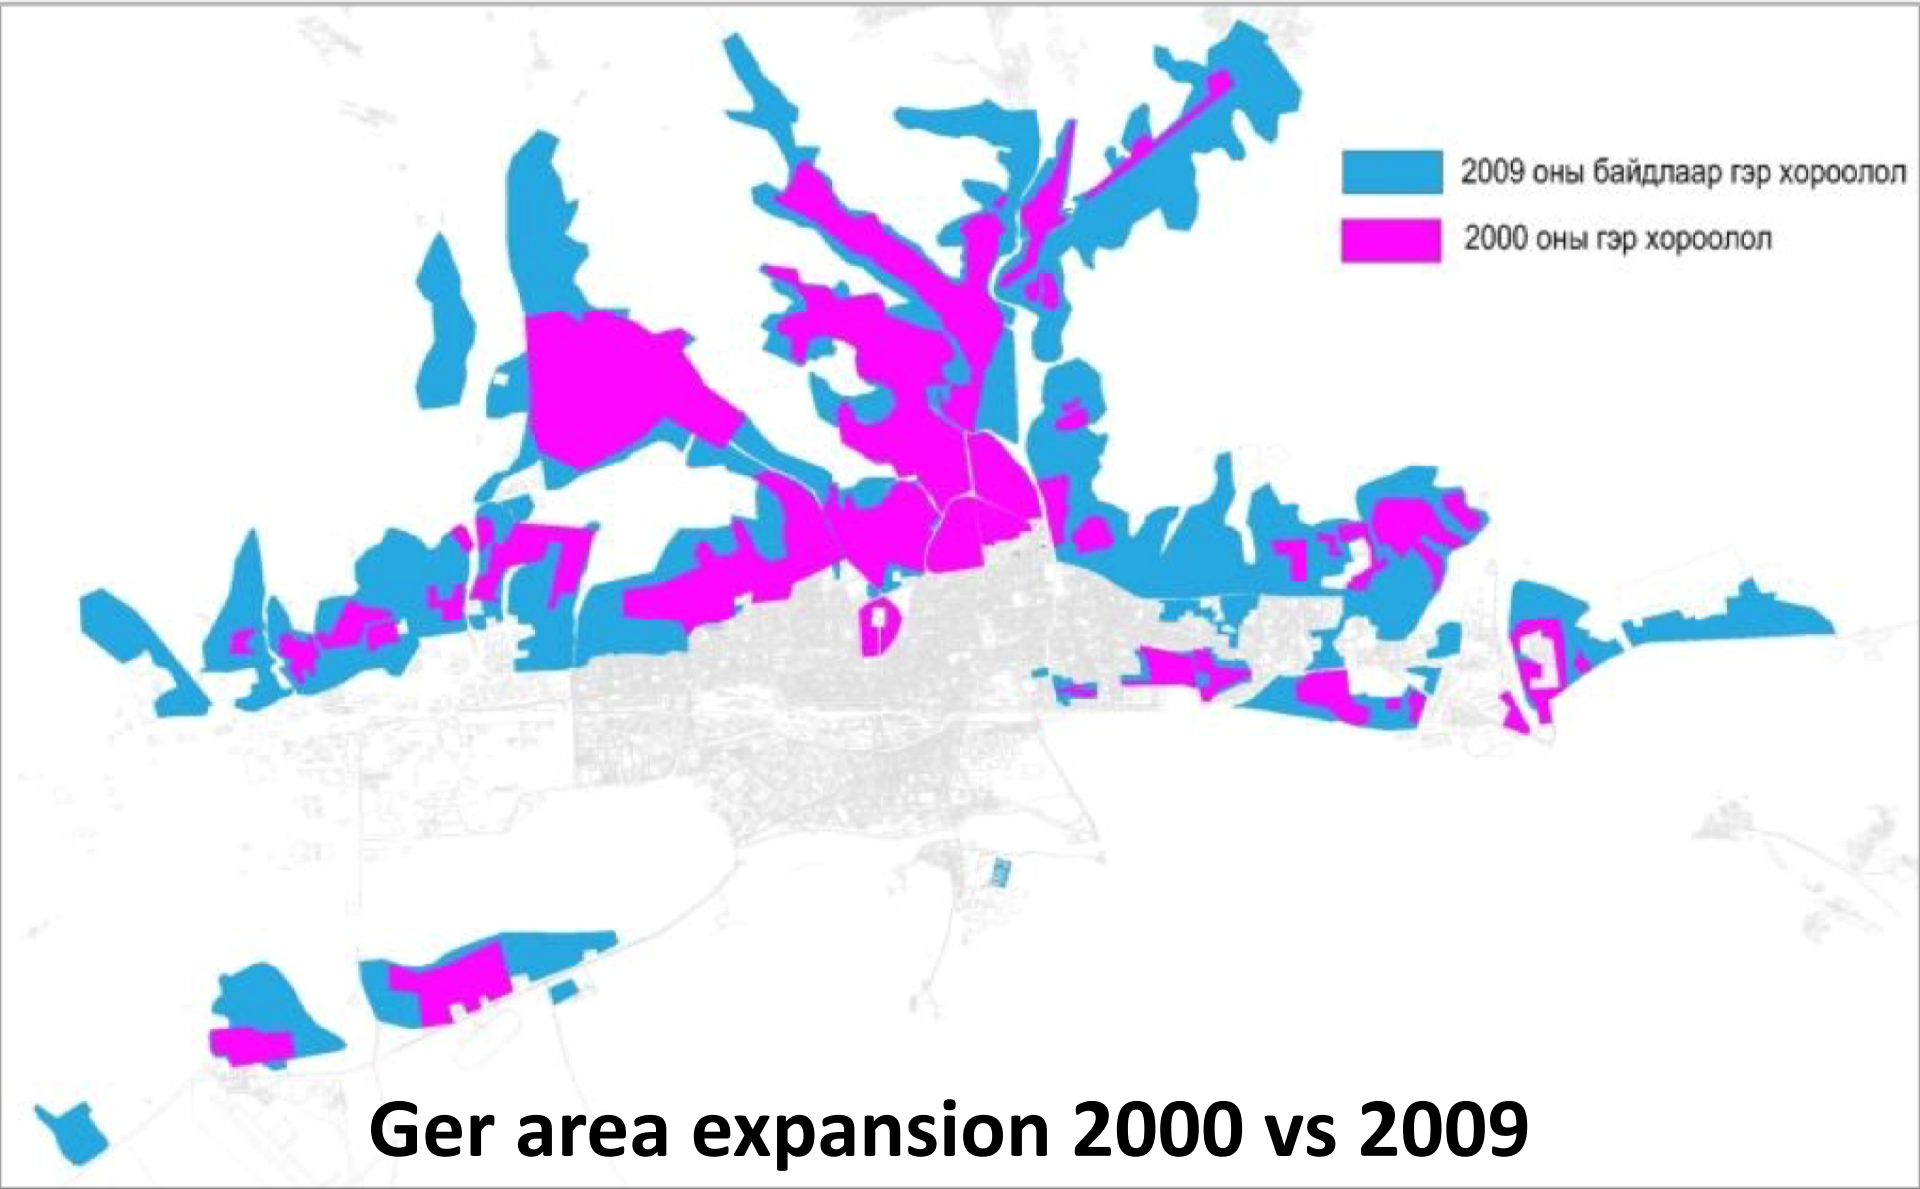 2009 оны байдлаар гэр хороолол
2000 оны гэр хороолол
Ger area expansion 2000 vs 2009